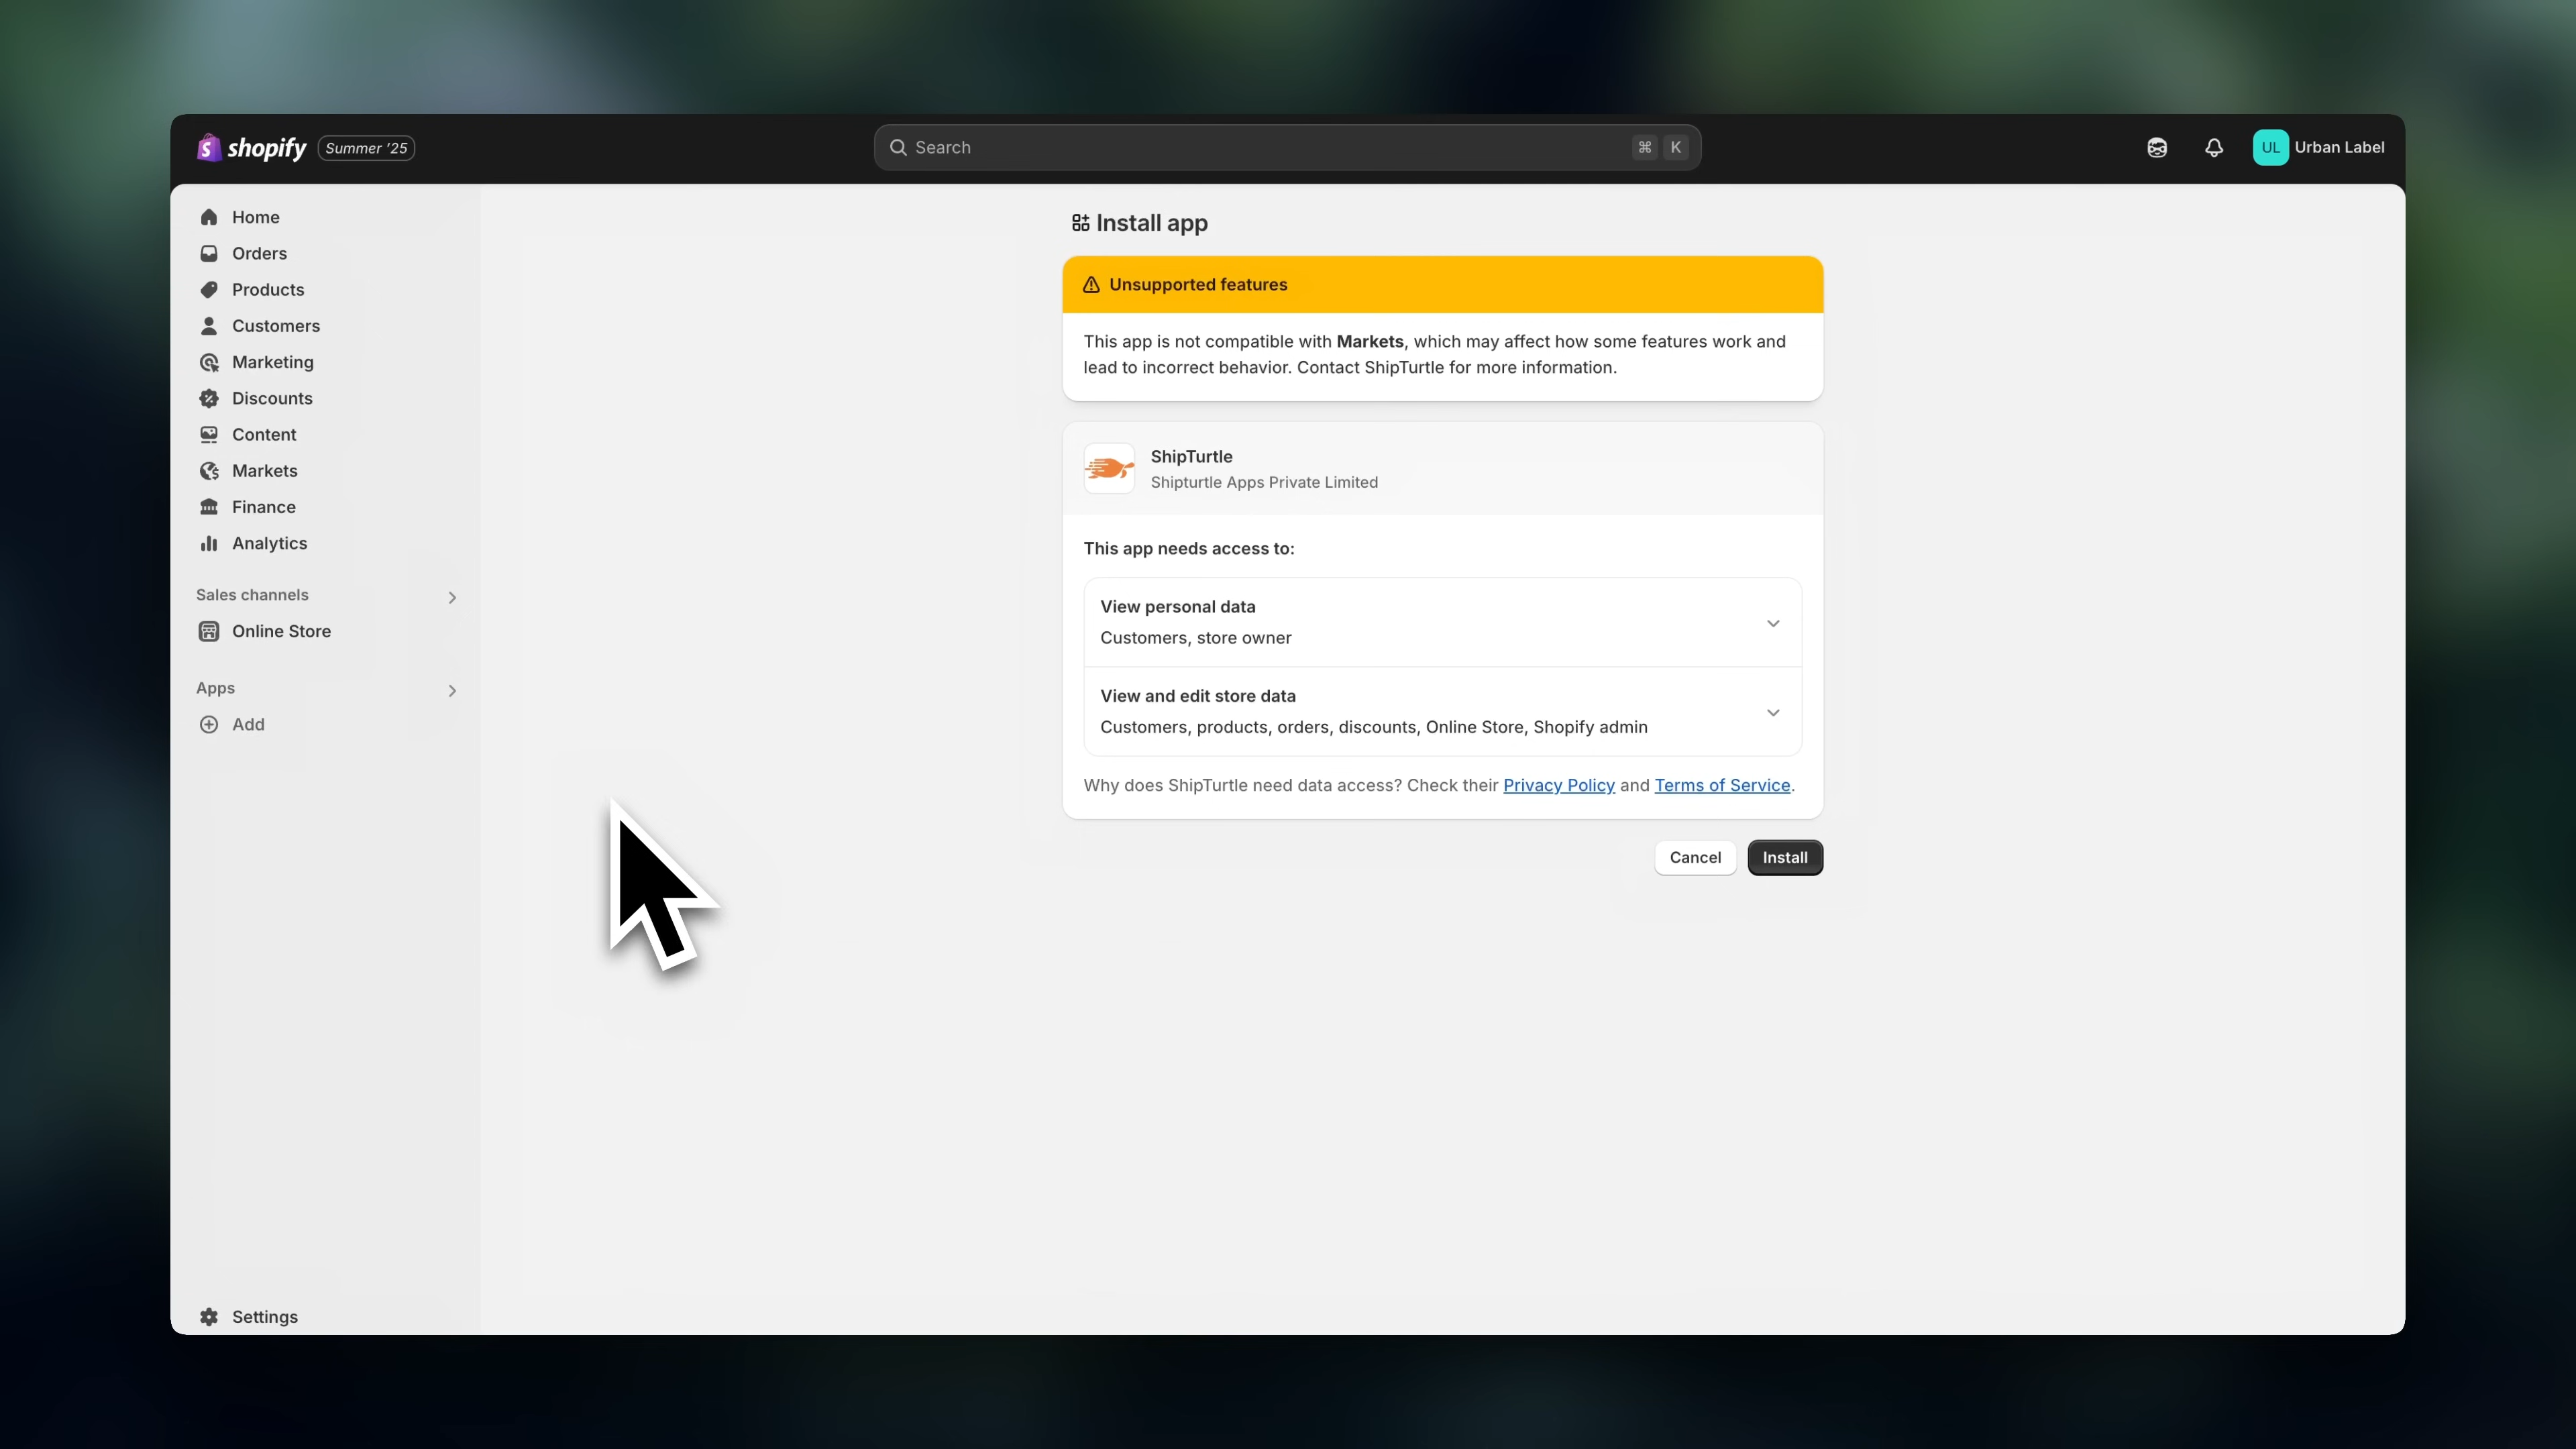 shopify Summer '25
Search
⌘ K
UL Urban Label
Home
Orders
Products
Customers
Marketing
Discounts
Content
Markets
Finance
Analytics
Sales channels
Online Store
Apps
Add
Settings
Install app
Unsupported features
This app is not compatible with Markets, which may affect how some features work and
lead to incorrect behavior. Contact ShipTurtle for more information.
ShipTurtle
Shipturtle Apps Private Limited
This app needs access to:
View personal data
Customers, store owner
View and edit store data
Customers, products, orders, discounts, Online Store, Shopify admin
Why does ShipTurtle need data access? Check their Privacy Policy and Terms of Service.
Cancel
Install